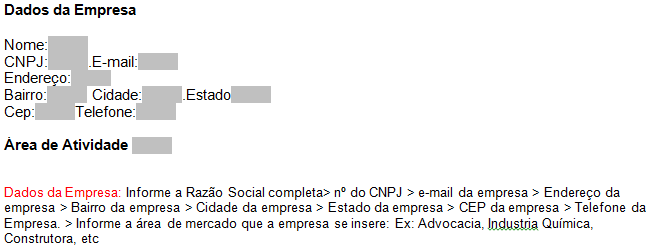 Dados da Empresa
Nome:
CNPJ: .E-mail:
Endereço:
Bairro: Cidade: .Estado
Cep: Telefone:
Área de Atividade
Dados da Empresa: Informe a Razão Social completa> nº do CNPJ > e-mail da empresa > Endereço da
empresa > Bairro da empresa > Cidade da empresa > Estado da empresa > CEP da empresa > Telefone da
Empresa. > Informe a área de mercado que a empresa se insere: Ex: Advocacia, Industria Química,
Construtora, etc